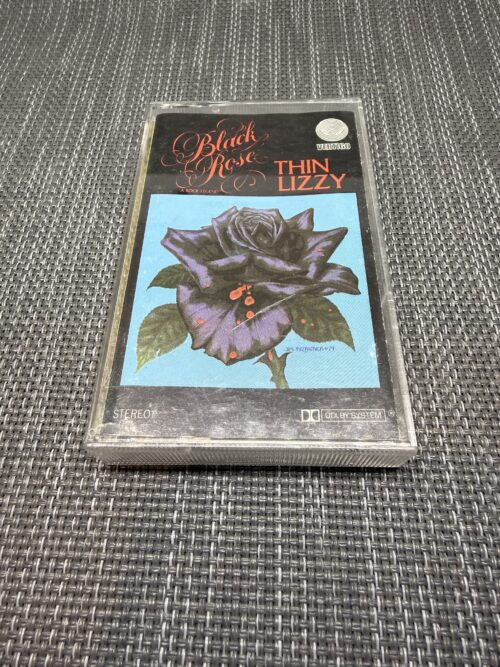 Black
Rose
A ROCK LEGEND
VERTIGO
THIN
LIZZY
STEREO
DOLBY SYSTEM
®